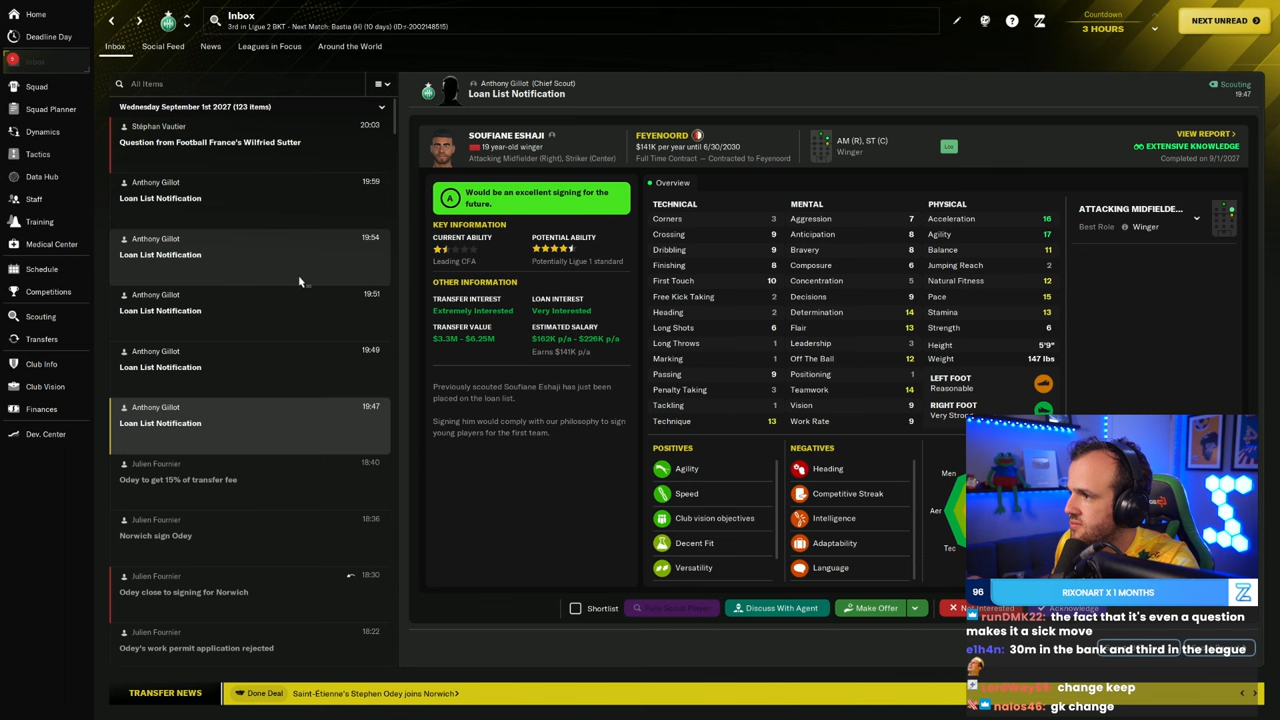 Home
Deadline Day
Inbox
Squad
Squad Planner
Dynamics
Tactics
Data Hub
Staff
Training
Medical Center
Schedule
Competitions
Scouting
Transfers
Club Info
Club Vision
Finances
Dev. Center
Inbox
3rd in Ligue 2 BKT - Next Match: Bastia (H) (10 days) (ID:-2002148515)
Countdown
3 HOURS
NEXT UNREAD
Inbox
Social Feed
News
Leagues in Focus
Around the World
All Items
Wednesday September 1st 2027 (123 items)
Stéphan Vautier 20:03
Question from Football France's Wilfried Sutter
Anthony Gillot 19:59
Loan List Notification
Anthony Gillot 19:54
Loan List Notification
Anthony Gillot 19:51
Loan List Notification
Anthony Gillot 19:49
Loan List Notification
Anthony Gillot 19:47
Loan List Notification
Julien Fournier 18:40
Odey to get 15% of transfer fee
Julien Fournier 18:36
Norwich sign Odey
Julien Fournier 18:30
Odey close to signing for Norwich
Julien Fournier 18:22
Odey's work permit application rejected
Anthony Gillot (Chief Scout)
Loan List Notification
Scouting
19:47
SOUFIANE ESHAJI
19 year-old winger
Attacking Midfielder (Right), Striker (Center)
FEYENOORD
$141K per year until 6/30/2030
Full Time Contract - Contracted to Feyenoord
AM (R), ST (C)
Winger
Loa
VIEW REPORT
EXTENSIVE KNOWLEDGE
Completed on 9/1/2027
A
Would be an excellent signing for the
future.
KEY INFORMATION
CURRENT ABILITY
Leading CFA
POTENTIAL ABILITY
Potentially Ligue 1 standard
OTHER INFORMATION
TRANSFER INTEREST
Extremely Interested
LOAN INTEREST
Very Interested
TRANSFER VALUE
$3.3M - $6.25M
ESTIMATED SALARY
$162K p/a - $226K p/a
Earns $141K p/a
Previously scouted Soufiane Eshaji has just been
placed on the loan list.
Signing him would comply with our philosophy to sign
young players for the first team.
Overview
TECHNICAL
Corners 3
Crossing 9
Dribbling 9
Finishing 8
First Touch 10
Free Kick Taking 2
Heading 2
Long Shots 6
Long Throws 1
Marking 1
Passing 9
Penalty Taking 3
Tackling 1
Technique 13
MENTAL
Aggression 7
Anticipation 8
Bravery 8
Composure 6
Concentration 5
Decisions 9
Determination 14
Flair 13
Leadership 3
Off The Ball 12
Positioning 1
Teamwork 14
Vision 9
Work Rate 9
PHYSICAL
Acceleration 16
Agility 17
Balance 11
Jumping Reach 2
Natural Fitness 12
Pace 15
Stamina 13
Strength 6
Height 5'9"
Weight 147 lbs
LEFT FOOT
Reasonable
RIGHT FOOT
Very Strong
ATTACKING MIDFIELDE...
Best Role Winger
POSITIVES
Agility
Speed
Club vision objectives
Decent Fit
Versatility
NEGATIVES
Heading
Competitive Streak
Intelligence
Adaptability
Language
Men
Aer
Tec
Shortlist
Discuss With Agent
Make Offer
Not Interested
Acknowledge
96 RIXONART X 1 MONTHS
runDMK22: the fact that it's even a question
makes it a sick move
e1h4n: 30m in the bank and third in the league
change keep
nalos46: gk change
TRANSFER NEWS
Done Deal
Saint-Étienne's Stephen Odey joins Norwich>